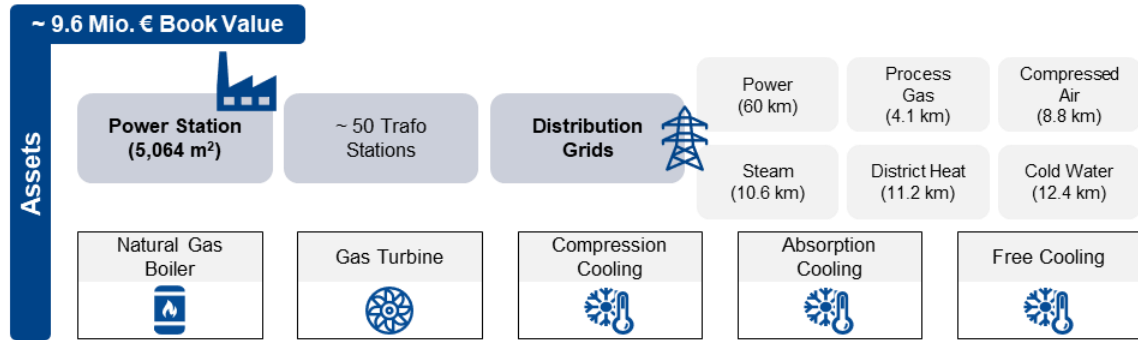 ~ 9.6 Mio. € Book Value
Assets
Power Station
(5,064 m²)
~ 50 Trafo
Stations
Distribution
Grids
Power
(60 km)
Process
Gas
(4.1 km)
Compressed
Air
(8.8 km)
Steam
(10.6 km)
District Heat
(11.2 km)
Cold Water
(12.4 km)
Natural Gas
Boiler
Gas Turbine
Compression
Cooling
Absorption
Cooling
Free Cooling